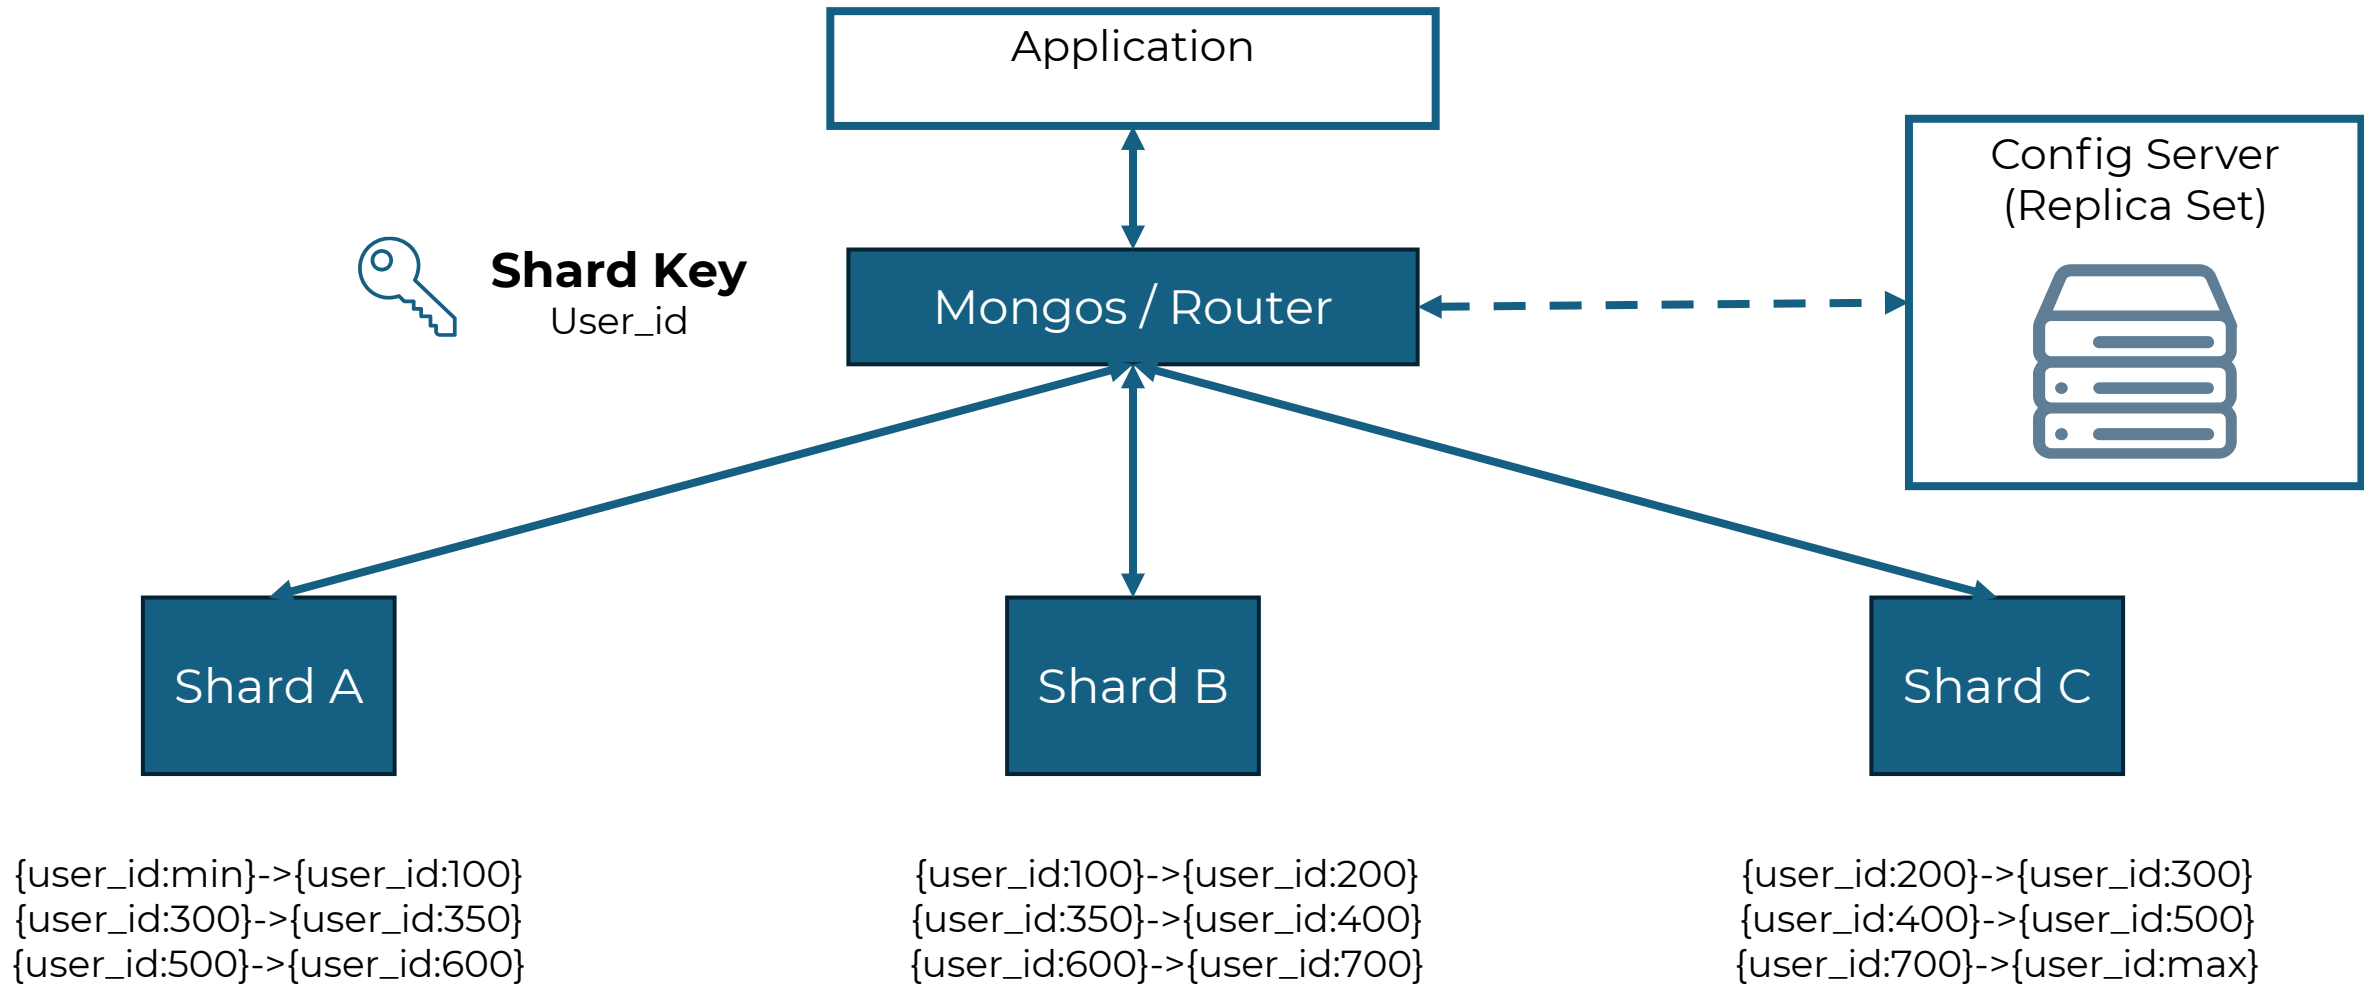 Application
Config Server
(Replica Set)
Shard Key
User_id
Mongos / Router
Shard A
Shard B
Shard C
{user_id:min}->{user_id:100}
{user_id:300}->{user_id:350}
{user_id:500}->{user_id:600}
{user_id:100}->{user_id:200}
{user_id:350}->{user_id:400}
{user_id:600}->{user_id:700}
{user_id:200}->{user_id:300}
{user_id:400}->{user_id:500}
{user_id:700}->{user_id:max}